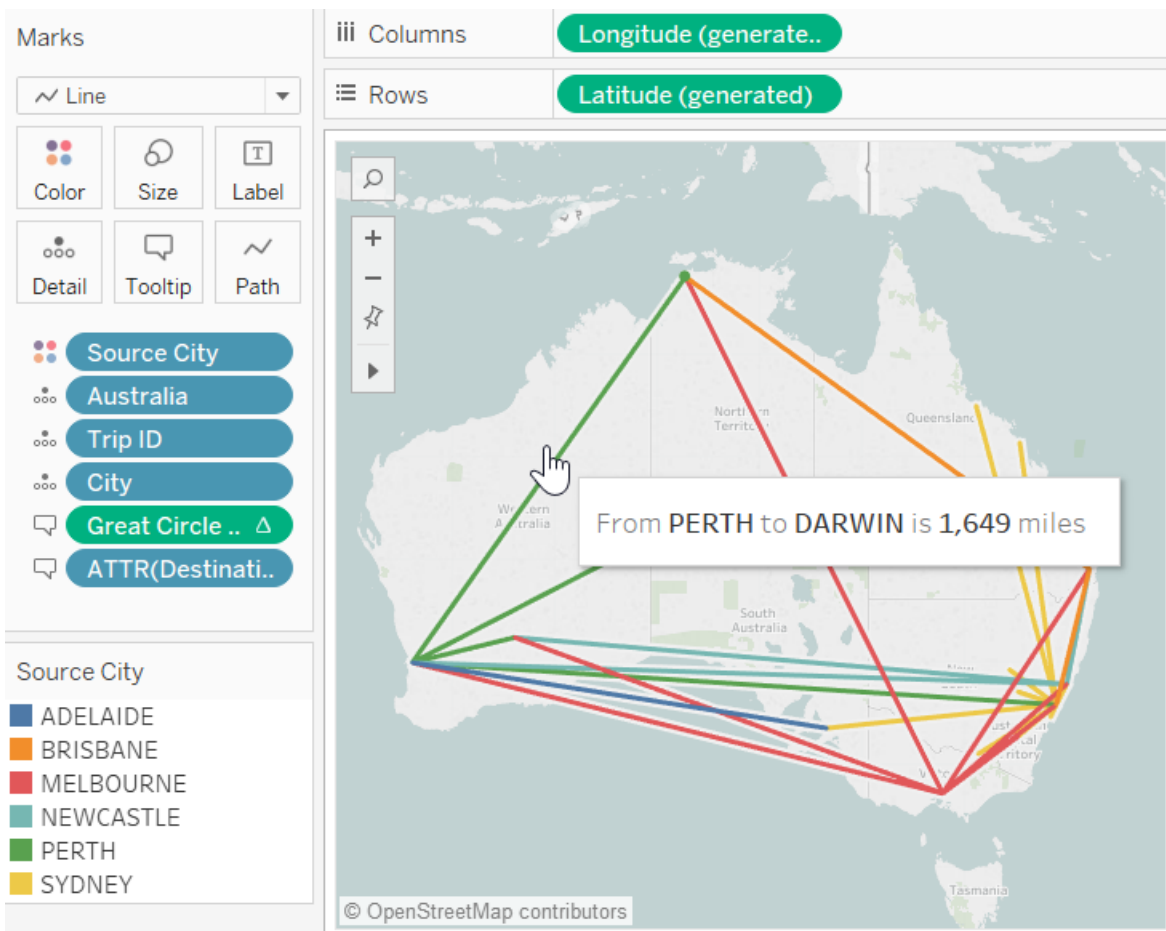 Marks
Line
Color
Size
Label
Detail
Tooltip
Path
Source City
Australia
Trip ID
City
Great Circle .. Δ
ATTR(Destinati..
Source City
ADELAIDE
BRISBANE
MELBOURNE
NEWCASTLE
PERTH
SYDNEY
Columns
Longitude (generate..
Rows
Latitude (generated)
Queensland
From PERTH to DARWIN is 1,649 miles
South
Australia
Tasmania
© OpenStreetMap contributors